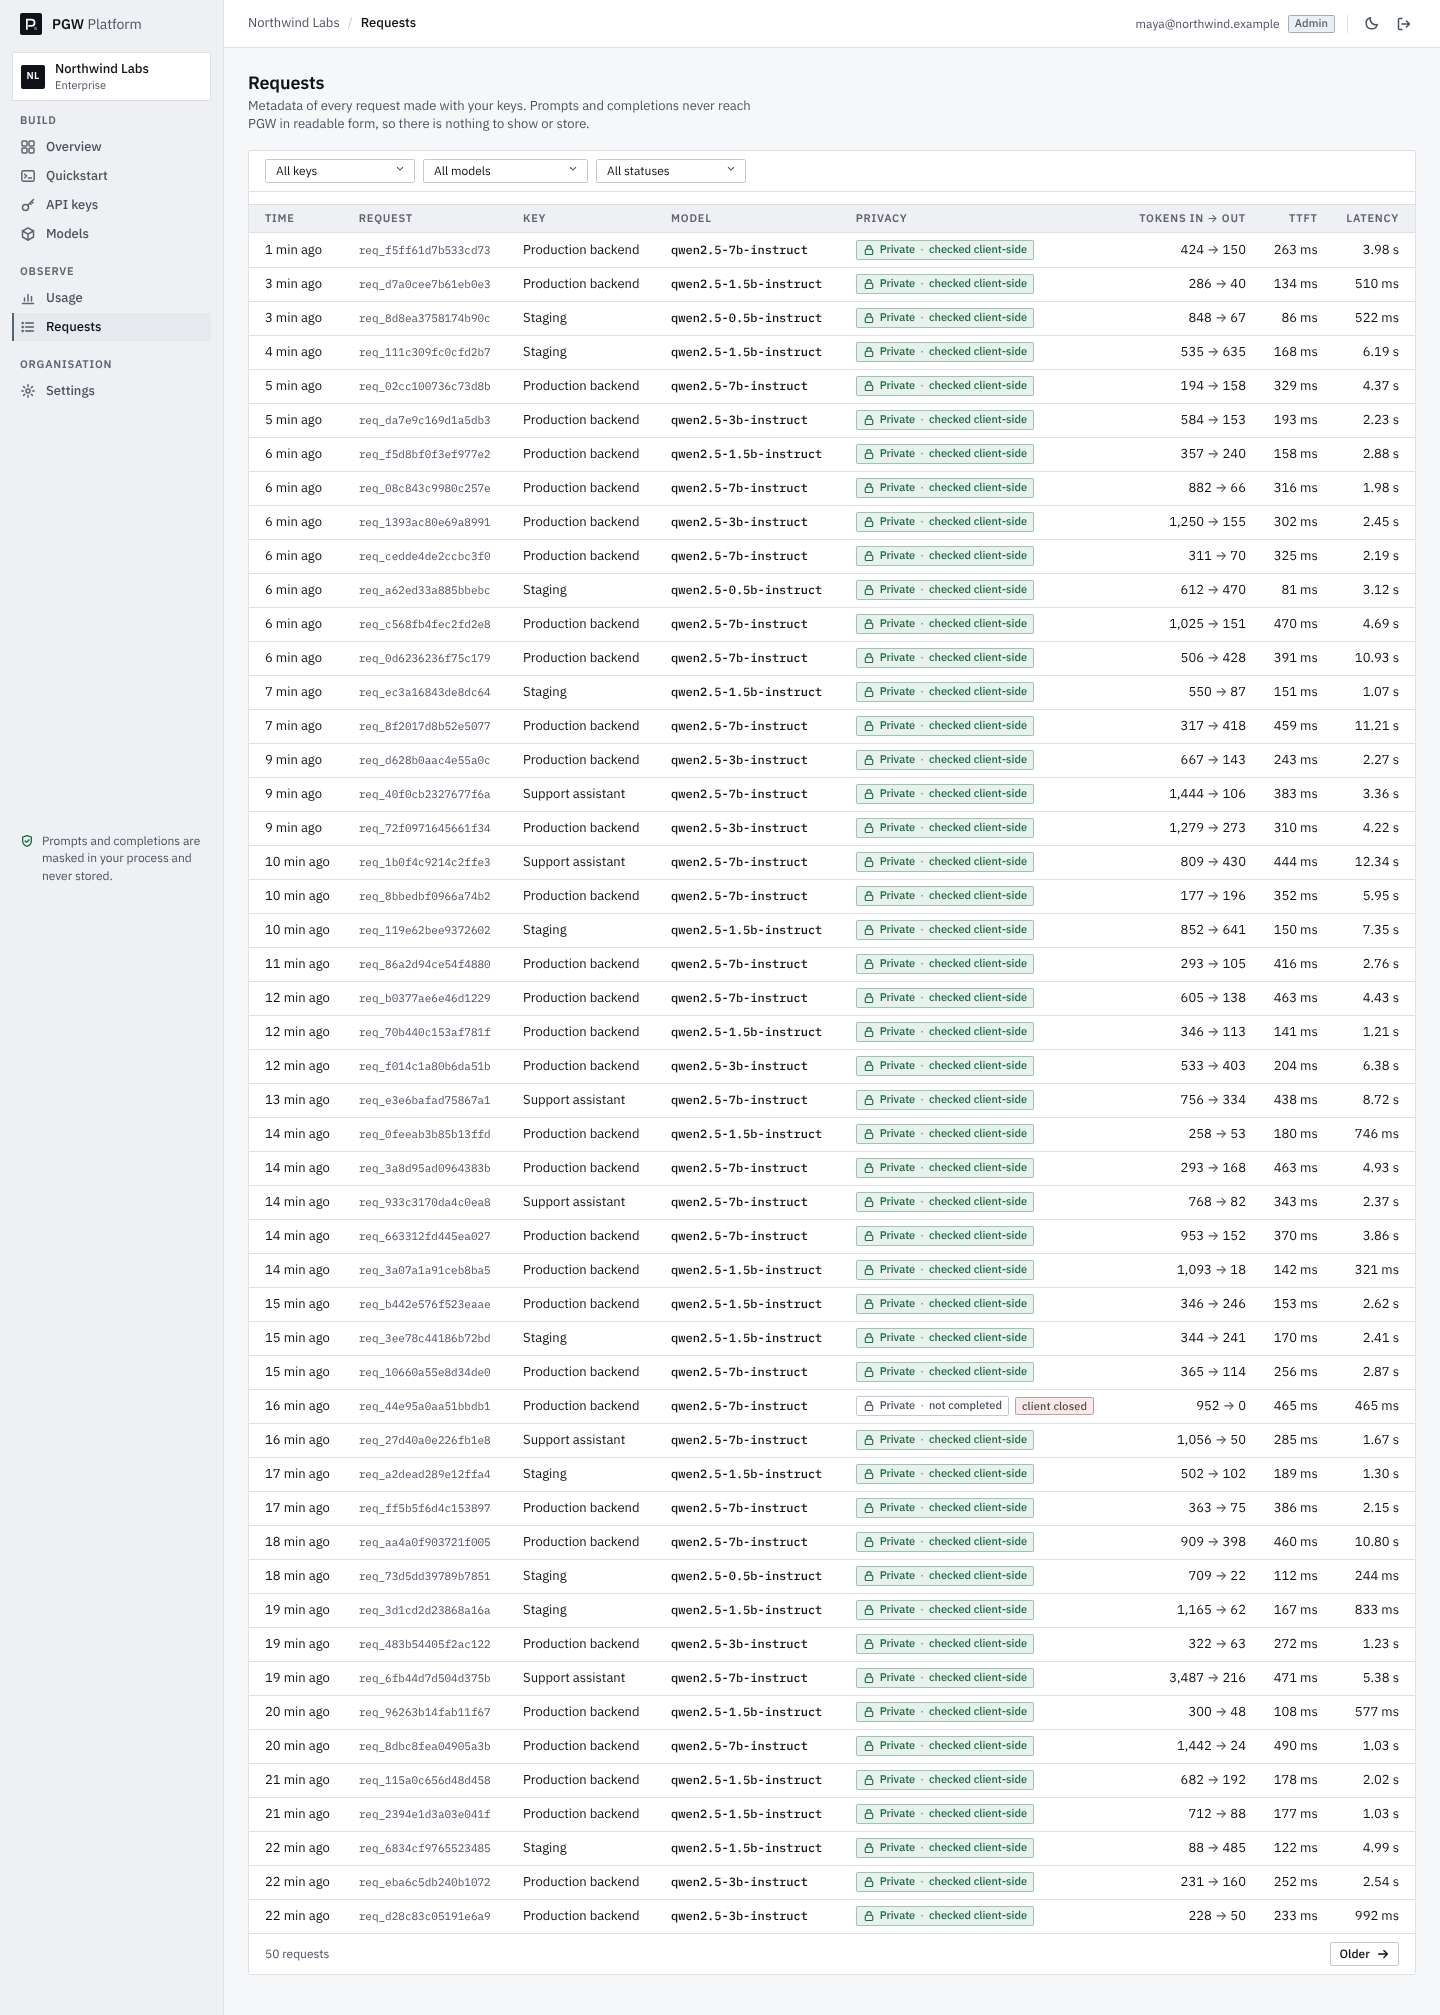 PGW Platform
NL
Northwind Labs
Enterprise
BUILD
Overview
Quickstart
API keys
Models
OBSERVE
Usage
Requests
ORGANISATION
Settings
Prompts and completions are
masked in your process and
never stored.
Northwind Labs / Requests
maya@northwind.example Admin
Requests
Metadata of every request made with your keys. Prompts and completions never reach
PGW in readable form, so there is nothing to show or store.
All keys All models All statuses
TIME REQUEST KEY MODEL PRIVACY TOKENS IN → OUT TTFT LATENCY
1 min ago req_f5ff61d7b533cd73 Production backend qwen2.5-7b-instruct Private · checked client-side 424 → 150 263 ms 3.98 s
3 min ago req_d7a0cee7b61eb0e3 Production backend qwen2.5-1.5b-instruct Private · checked client-side 286 → 40 134 ms 510 ms
3 min ago req_8d8ea3758174b90c Staging qwen2.5-0.5b-instruct Private · checked client-side 848 → 67 86 ms 522 ms
4 min ago req_111c309fc0cfd2b7 Staging qwen2.5-1.5b-instruct Private · checked client-side 535 → 635 168 ms 6.19 s
5 min ago req_02cc100736c73d8b Production backend qwen2.5-7b-instruct Private · checked client-side 194 → 158 329 ms 4.37 s
5 min ago req_da7e9c169d1a5db3 Production backend qwen2.5-3b-instruct Private · checked client-side 584 → 153 193 ms 2.23 s
6 min ago req_f5d8bf0f3ef977e2 Production backend qwen2.5-1.5b-instruct Private · checked client-side 357 → 240 158 ms 2.88 s
6 min ago req_08c843c9980c257e Production backend qwen2.5-7b-instruct Private · checked client-side 882 → 66 316 ms 1.98 s
6 min ago req_1393ac80e69a8991 Production backend qwen2.5-3b-instruct Private · checked client-side 1,250 → 155 302 ms 2.45 s
6 min ago req_cedde4de2ccbc3f0 Production backend qwen2.5-7b-instruct Private · checked client-side 311 → 70 325 ms 2.19 s
6 min ago req_a62ed33a885bbebc Staging qwen2.5-0.5b-instruct Private · checked client-side 612 → 470 81 ms 3.12 s
6 min ago req_c568fb4fec2fd2e8 Production backend qwen2.5-7b-instruct Private · checked client-side 1,025 → 151 470 ms 4.69 s
6 min ago req_0d6236236f75c179 Production backend qwen2.5-7b-instruct Private · checked client-side 506 → 428 391 ms 10.93 s
7 min ago req_ec3a16843de8dc64 Staging qwen2.5-1.5b-instruct Private · checked client-side 550 → 87 151 ms 1.07 s
7 min ago req_8f2017d8b52e5077 Production backend qwen2.5-7b-instruct Private · checked client-side 317 → 418 459 ms 11.21 s
9 min ago req_d628b0aac4e55a0c Production backend qwen2.5-3b-instruct Private · checked client-side 667 → 143 243 ms 2.27 s
9 min ago req_40f0cb2327677f6a Support assistant qwen2.5-7b-instruct Private · checked client-side 1,444 → 106 383 ms 3.36 s
9 min ago req_72f0971645661f34 Production backend qwen2.5-3b-instruct Private · checked client-side 1,279 → 273 310 ms 4.22 s
10 min ago req_1b0f4c9214c2ffe3 Support assistant qwen2.5-7b-instruct Private · checked client-side 809 → 430 444 ms 12.34 s
10 min ago req_8bbedbf0966a74b2 Production backend qwen2.5-7b-instruct Private · checked client-side 177 → 196 352 ms 5.95 s
10 min ago req_119e62bee9372602 Staging qwen2.5-1.5b-instruct Private · checked client-side 852 → 641 150 ms 7.35 s
11 min ago req_86a2d94ce54f4880 Production backend qwen2.5-7b-instruct Private · checked client-side 293 → 105 416 ms 2.76 s
12 min ago req_b0377ae6e46d1229 Production backend qwen2.5-7b-instruct Private · checked client-side 605 → 138 463 ms 4.43 s
12 min ago req_70b440c153af781f Production backend qwen2.5-1.5b-instruct Private · checked client-side 346 → 113 141 ms 1.21 s
12 min ago req_f014c1a80b6da51b Production backend qwen2.5-3b-instruct Private · checked client-side 533 → 403 204 ms 6.38 s
13 min ago req_e3e6bafad75867a1 Support assistant qwen2.5-7b-instruct Private · checked client-side 756 → 334 438 ms 8.72 s
14 min ago req_0feeab3b85b13ffd Production backend qwen2.5-1.5b-instruct Private · checked client-side 258 → 53 180 ms 746 ms
14 min ago req_3a8d95ad0964383b Production backend qwen2.5-7b-instruct Private · checked client-side 293 → 168 463 ms 4.93 s
14 min ago req_933c3170da4c0ea8 Support assistant qwen2.5-7b-instruct Private · checked client-side 768 → 82 343 ms 2.37 s
14 min ago req_663312fd445ea027 Production backend qwen2.5-7b-instruct Private · checked client-side 953 → 152 370 ms 3.86 s
14 min ago req_3a07a1a91ceb8ba5 Production backend qwen2.5-1.5b-instruct Private · checked client-side 1,093 → 18 142 ms 321 ms
15 min ago req_b442e576f523eaae Production backend qwen2.5-1.5b-instruct Private · checked client-side 346 → 246 153 ms 2.62 s
15 min ago req_3ee78c44186b72bd Staging qwen2.5-1.5b-instruct Private · checked client-side 344 → 241 170 ms 2.41 s
15 min ago req_10660a55e8d34de0 Production backend qwen2.5-7b-instruct Private · checked client-side 365 → 114 256 ms 2.87 s
16 min ago req_44e95a0aa51bbdb1 Production backend qwen2.5-7b-instruct Private · not completed client closed 952 → 0 465 ms 465 ms
16 min ago req_27d40a0e226fb1e8 Support assistant qwen2.5-7b-instruct Private · checked client-side 1,056 → 50 285 ms 1.67 s
17 min ago req_a2dead289e12ffa4 Staging qwen2.5-1.5b-instruct Private · checked client-side 502 → 102 189 ms 1.30 s
17 min ago req_ff5b5f6d4c153897 Production backend qwen2.5-7b-instruct Private · checked client-side 363 → 75 386 ms 2.15 s
18 min ago req_aa4a0f903721f005 Production backend qwen2.5-7b-instruct Private · checked client-side 909 → 398 460 ms 10.80 s
18 min ago req_73d5dd39789b7851 Staging qwen2.5-0.5b-instruct Private · checked client-side 709 → 22 112 ms 244 ms
19 min ago req_3d1cd2d23868a16a Staging qwen2.5-1.5b-instruct Private · checked client-side 1,165 → 62 167 ms 833 ms
19 min ago req_483b54405f2ac122 Production backend qwen2.5-3b-instruct Private · checked client-side 322 → 63 272 ms 1.23 s
19 min ago req_6fb44d7d504d375b Support assistant qwen2.5-7b-instruct Private · checked client-side 3,487 → 216 471 ms 5.38 s
20 min ago req_96263b14fab11f67 Production backend qwen2.5-1.5b-instruct Private · checked client-side 300 → 48 108 ms 577 ms
20 min ago req_8dbc8fea04905a3b Production backend qwen2.5-7b-instruct Private · checked client-side 1,442 → 24 490 ms 1.03 s
21 min ago req_115a0c656d48d458 Production backend qwen2.5-1.5b-instruct Private · checked client-side 682 → 192 178 ms 2.02 s
21 min ago req_2394e1d3a03e041f Production backend qwen2.5-1.5b-instruct Private · checked client-side 712 → 88 177 ms 1.03 s
22 min ago req_6834cf9765523485 Staging qwen2.5-1.5b-instruct Private · checked client-side 88 → 485 122 ms 4.99 s
22 min ago req_eba6c5db240b1072 Production backend qwen2.5-3b-instruct Private · checked client-side 231 → 160 252 ms 2.54 s
22 min ago req_d28c83c05191e6a9 Production backend qwen2.5-3b-instruct Private · checked client-side 228 → 50 233 ms 992 ms
50 requests Older →